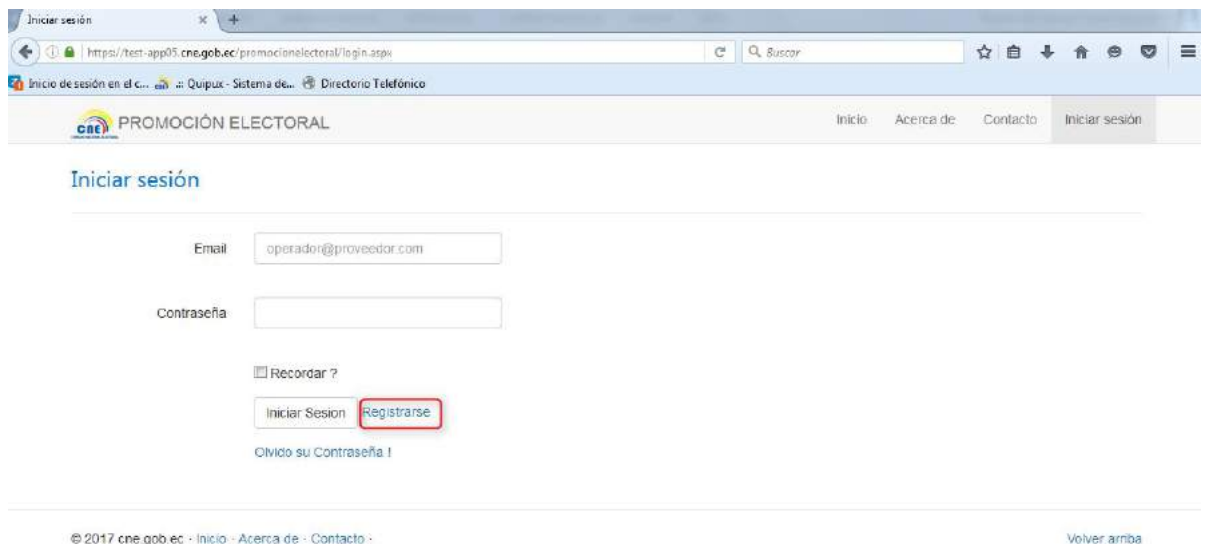 Iniciar sesión
https://test-app05.cne.gob.ec/promocionelectoral/login.aspx
Buscar
Inicio de sesión en el c... .:: Quipux - Sistema de... Directorio Telefónico
cne PROMOCIÓN ELECTORAL Inicio Acerca de Contacto Iniciar sesión
Iniciar sesión
Email operador@proveedor.com
Contraseña
Recordar ?
Iniciar Sesion Registrarse
Olvido su Contraseña !
© 2017 cne.gob.ec · Inicio · Acerca de · Contacto · Volver arriba